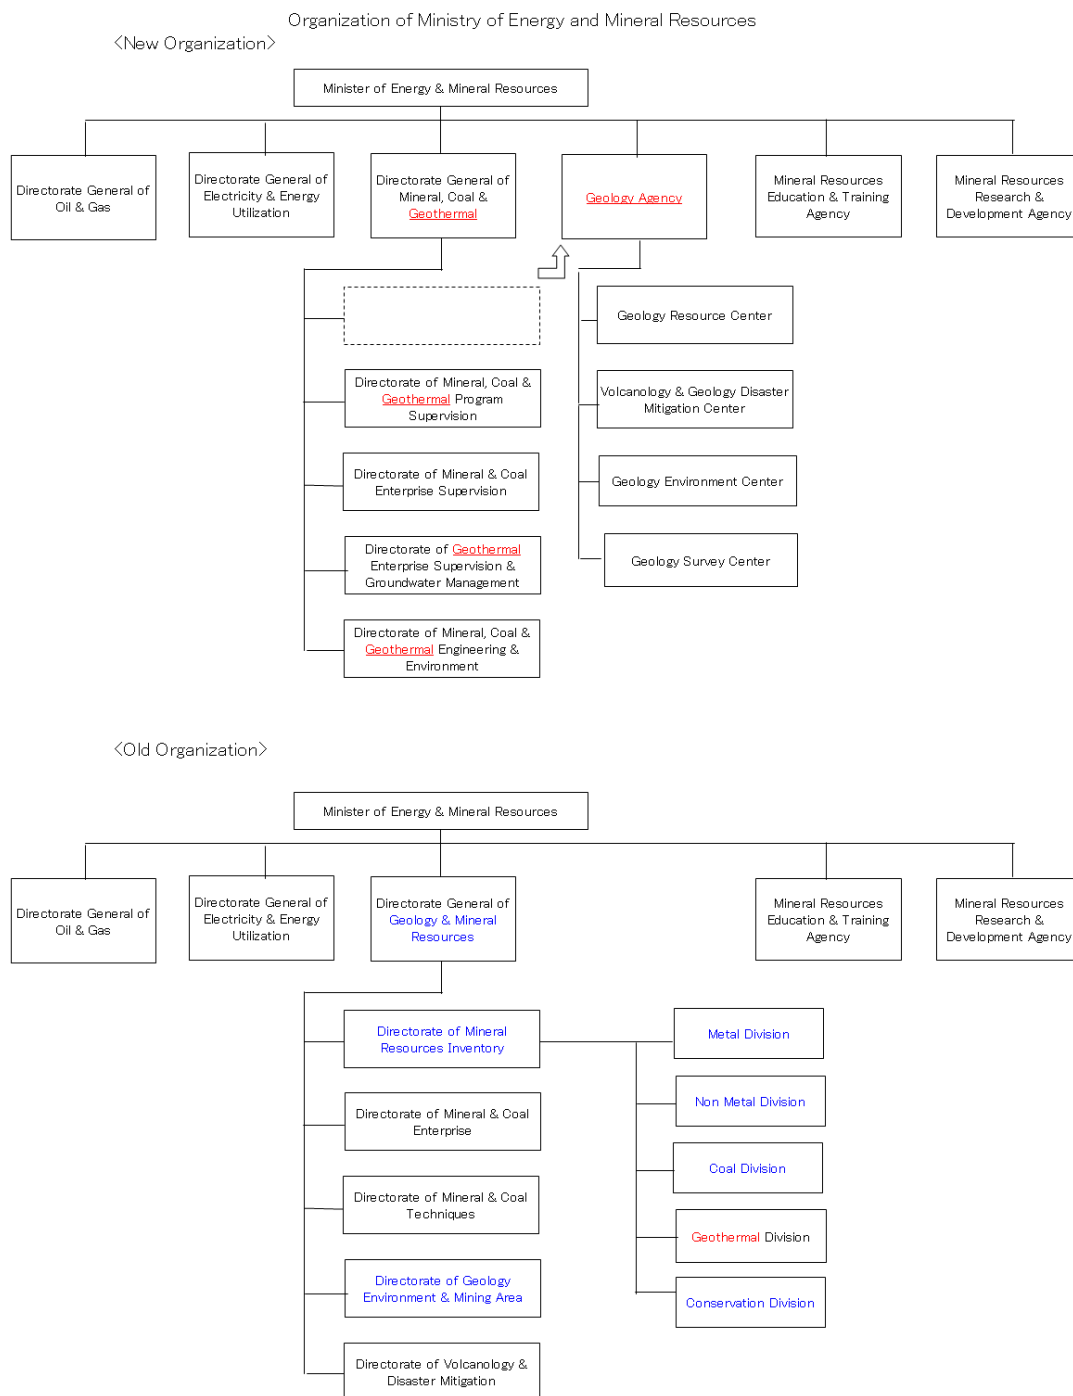 Organization of Ministry of Energy and Mineral Resources
<New Organization>
Minister of Energy & Mineral Resources
Directorate General of
Oil & Gas
Directorate General of
Electricity & Energy
Utilization
Directorate General of
Mineral, Coal &
Geothermal
Geology Agency
Mineral Resources
Education & Training
Agency
Mineral Resources
Research &
Development Agency
Directorate of Mineral, Coal &
Geothermal Program
Supervision
Directorate of Mineral & Coal
Enterprise Supervision
Directorate of Geothermal
Enterprise Supervision &
Groundwater Management
Directorate of Mineral, Coal &
Geothermal Engineering &
Environment
Geology Resource Center
Volcanology & Geology Disaster
Mitigation Center
Geology Environment Center
Geology Survey Center
<Old Organization>
Minister of Energy & Mineral Resources
Directorate General of
Oil & Gas
Directorate General of
Electricity & Energy
Utilization
Directorate General of
Geology & Mineral
Resources
Mineral Resources
Education & Training
Agency
Mineral Resources
Research &
Development Agency
Directorate of Mineral
Resources Inventory
Directorate of Mineral & Coal
Enterprise
Directorate of Mineral & Coal
Techniques
Directorate of Geology
Environment & Mining Area
Directorate of Volcanology &
Disaster Mitigation
Metal Division
Non Metal Division
Coal Division
Geothermal Division
Conservation Division